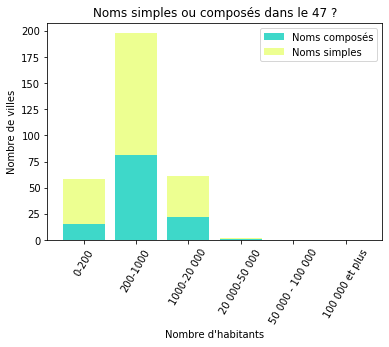 Noms simples ou composés dans le 47 ?
Noms composés
Noms simples
Nombre de villes
200
175
150
125
100
75
50
25
0
0-200
200-1000
1000-20 000
20 000-50 000
50 000 - 100 000
100 000 et plus
Nombre d'habitants